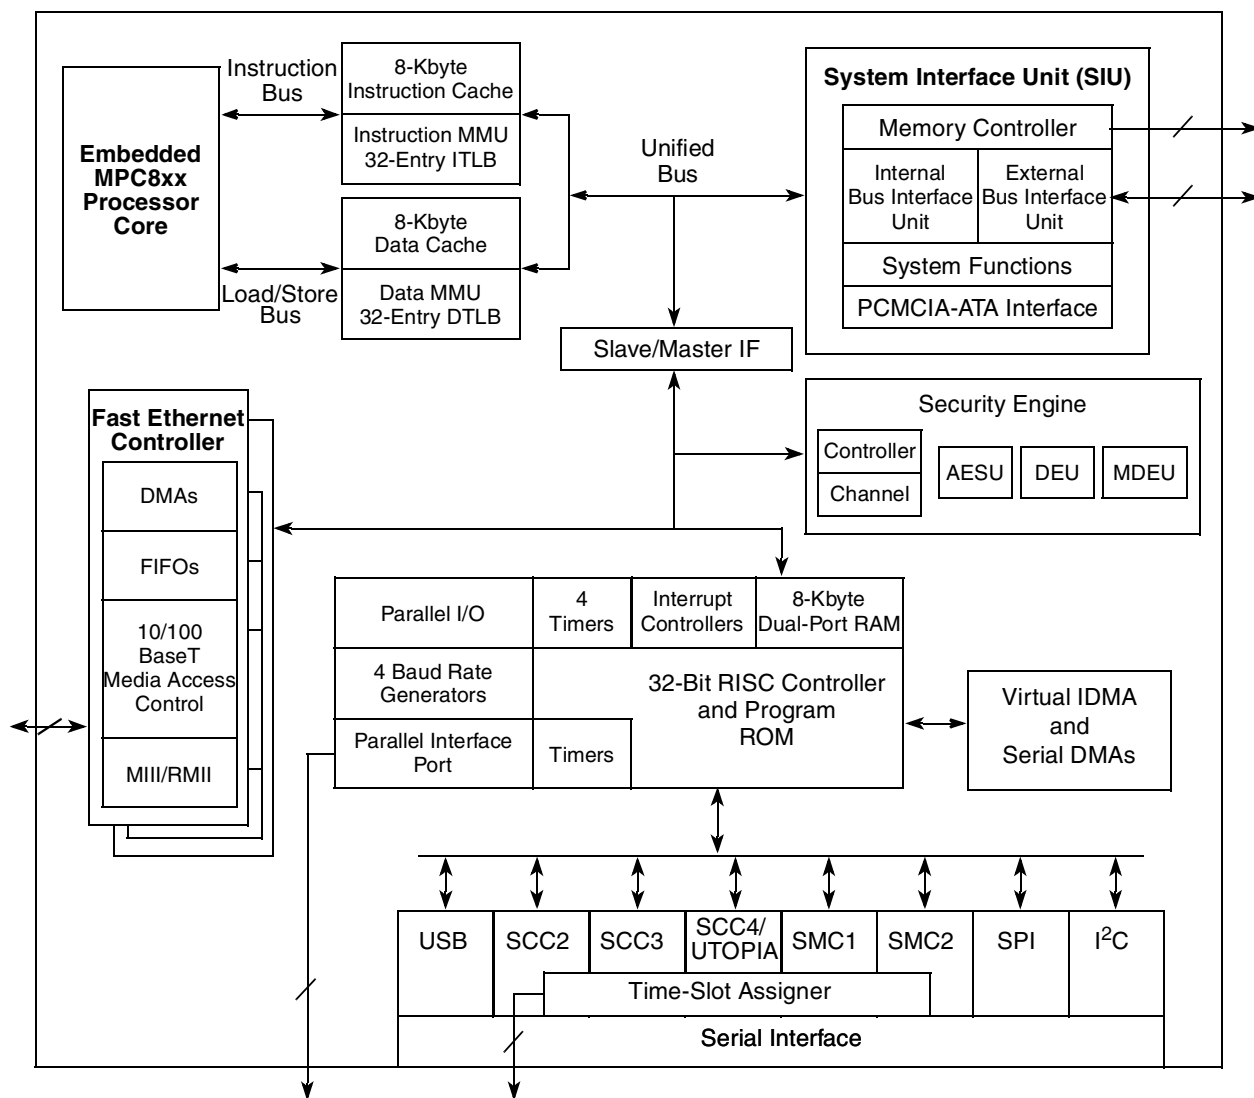 Embedded
MPC8xx
Processor
Core
Instruction
Bus
Load/Store
Bus
8-Kbyte
Instruction Cache
Instruction MMU
32-Entry ITLB
8-Kbyte
Data Cache
Data MMU
32-Entry DTLB
Unified
Bus
System Interface Unit (SIU)
Memory Controller
Internal
Bus Interface
Unit
External
Bus Interface
Unit
System Functions
PCMCIA-ATA Interface
Slave/Master IF
Security Engine
Controller
Channel
AESU
DEU
MDEU
Fast Ethernet
Controller
DMAs
FIFOs
10/100
BaseT
Media Access
Control
MIII/RMII
Parallel I/O
4
Timers
Interrupt
Controllers
8-Kbyte
Dual-Port RAM
4 Baud Rate
Generators
Parallel Interface
Port
Timers
32-Bit RISC Controller
and Program
ROM
Virtual IDMA
and
Serial DMAs
USB
SCC2
SCC3
SCC4/
UTOPIA
SMC1
SMC2
SPI
I²C
Time-Slot Assigner
Serial Interface